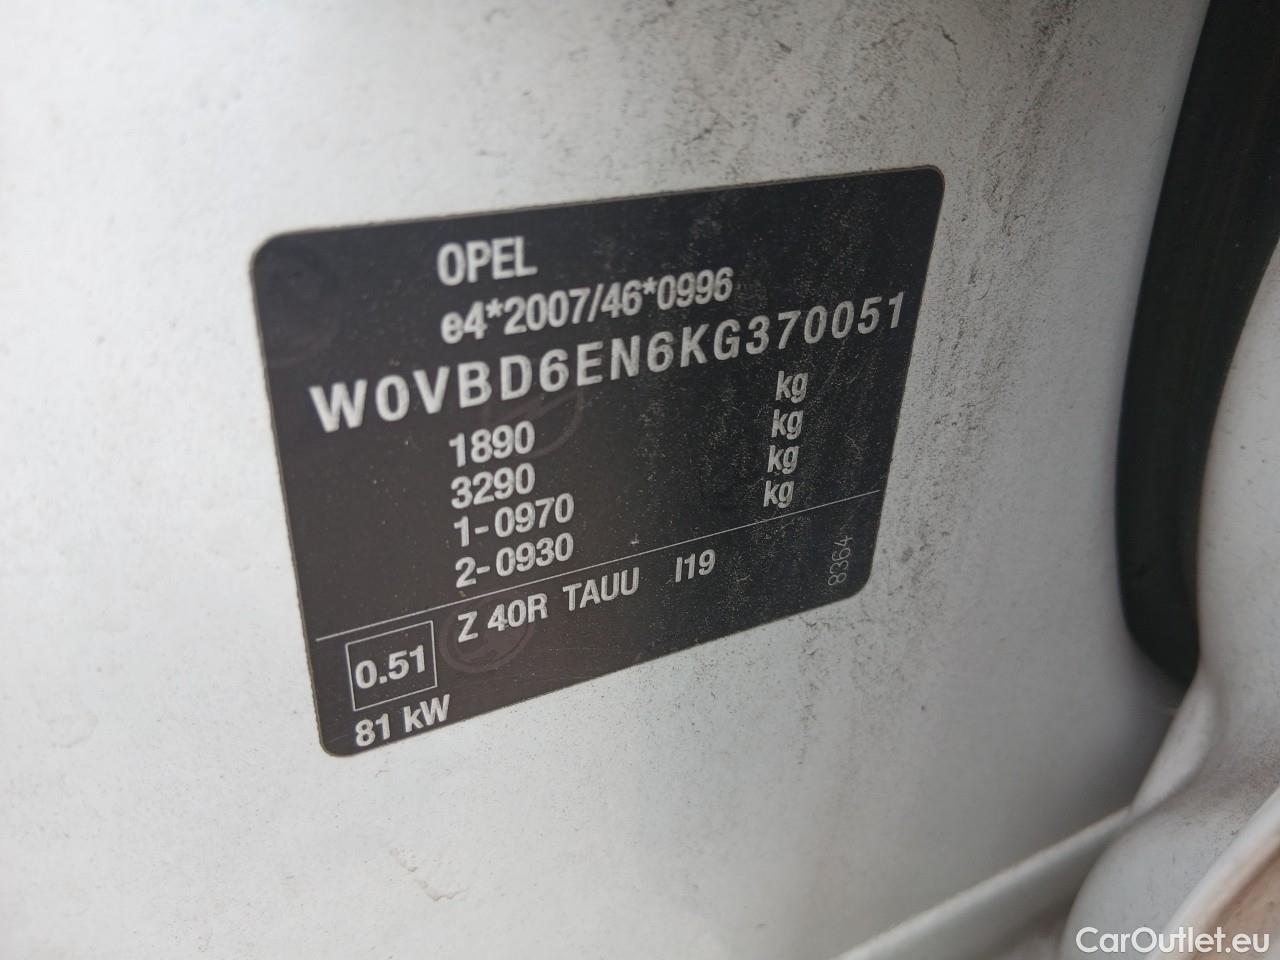 OPEL
e4*2007/46*0996
W0VBD6EN6KG370051
1890 kg
3290 kg
1-0970 kg
2-0930 kg
Z 40R TAUU I19
8364
0.51
81 kW
CarOutlet.eu